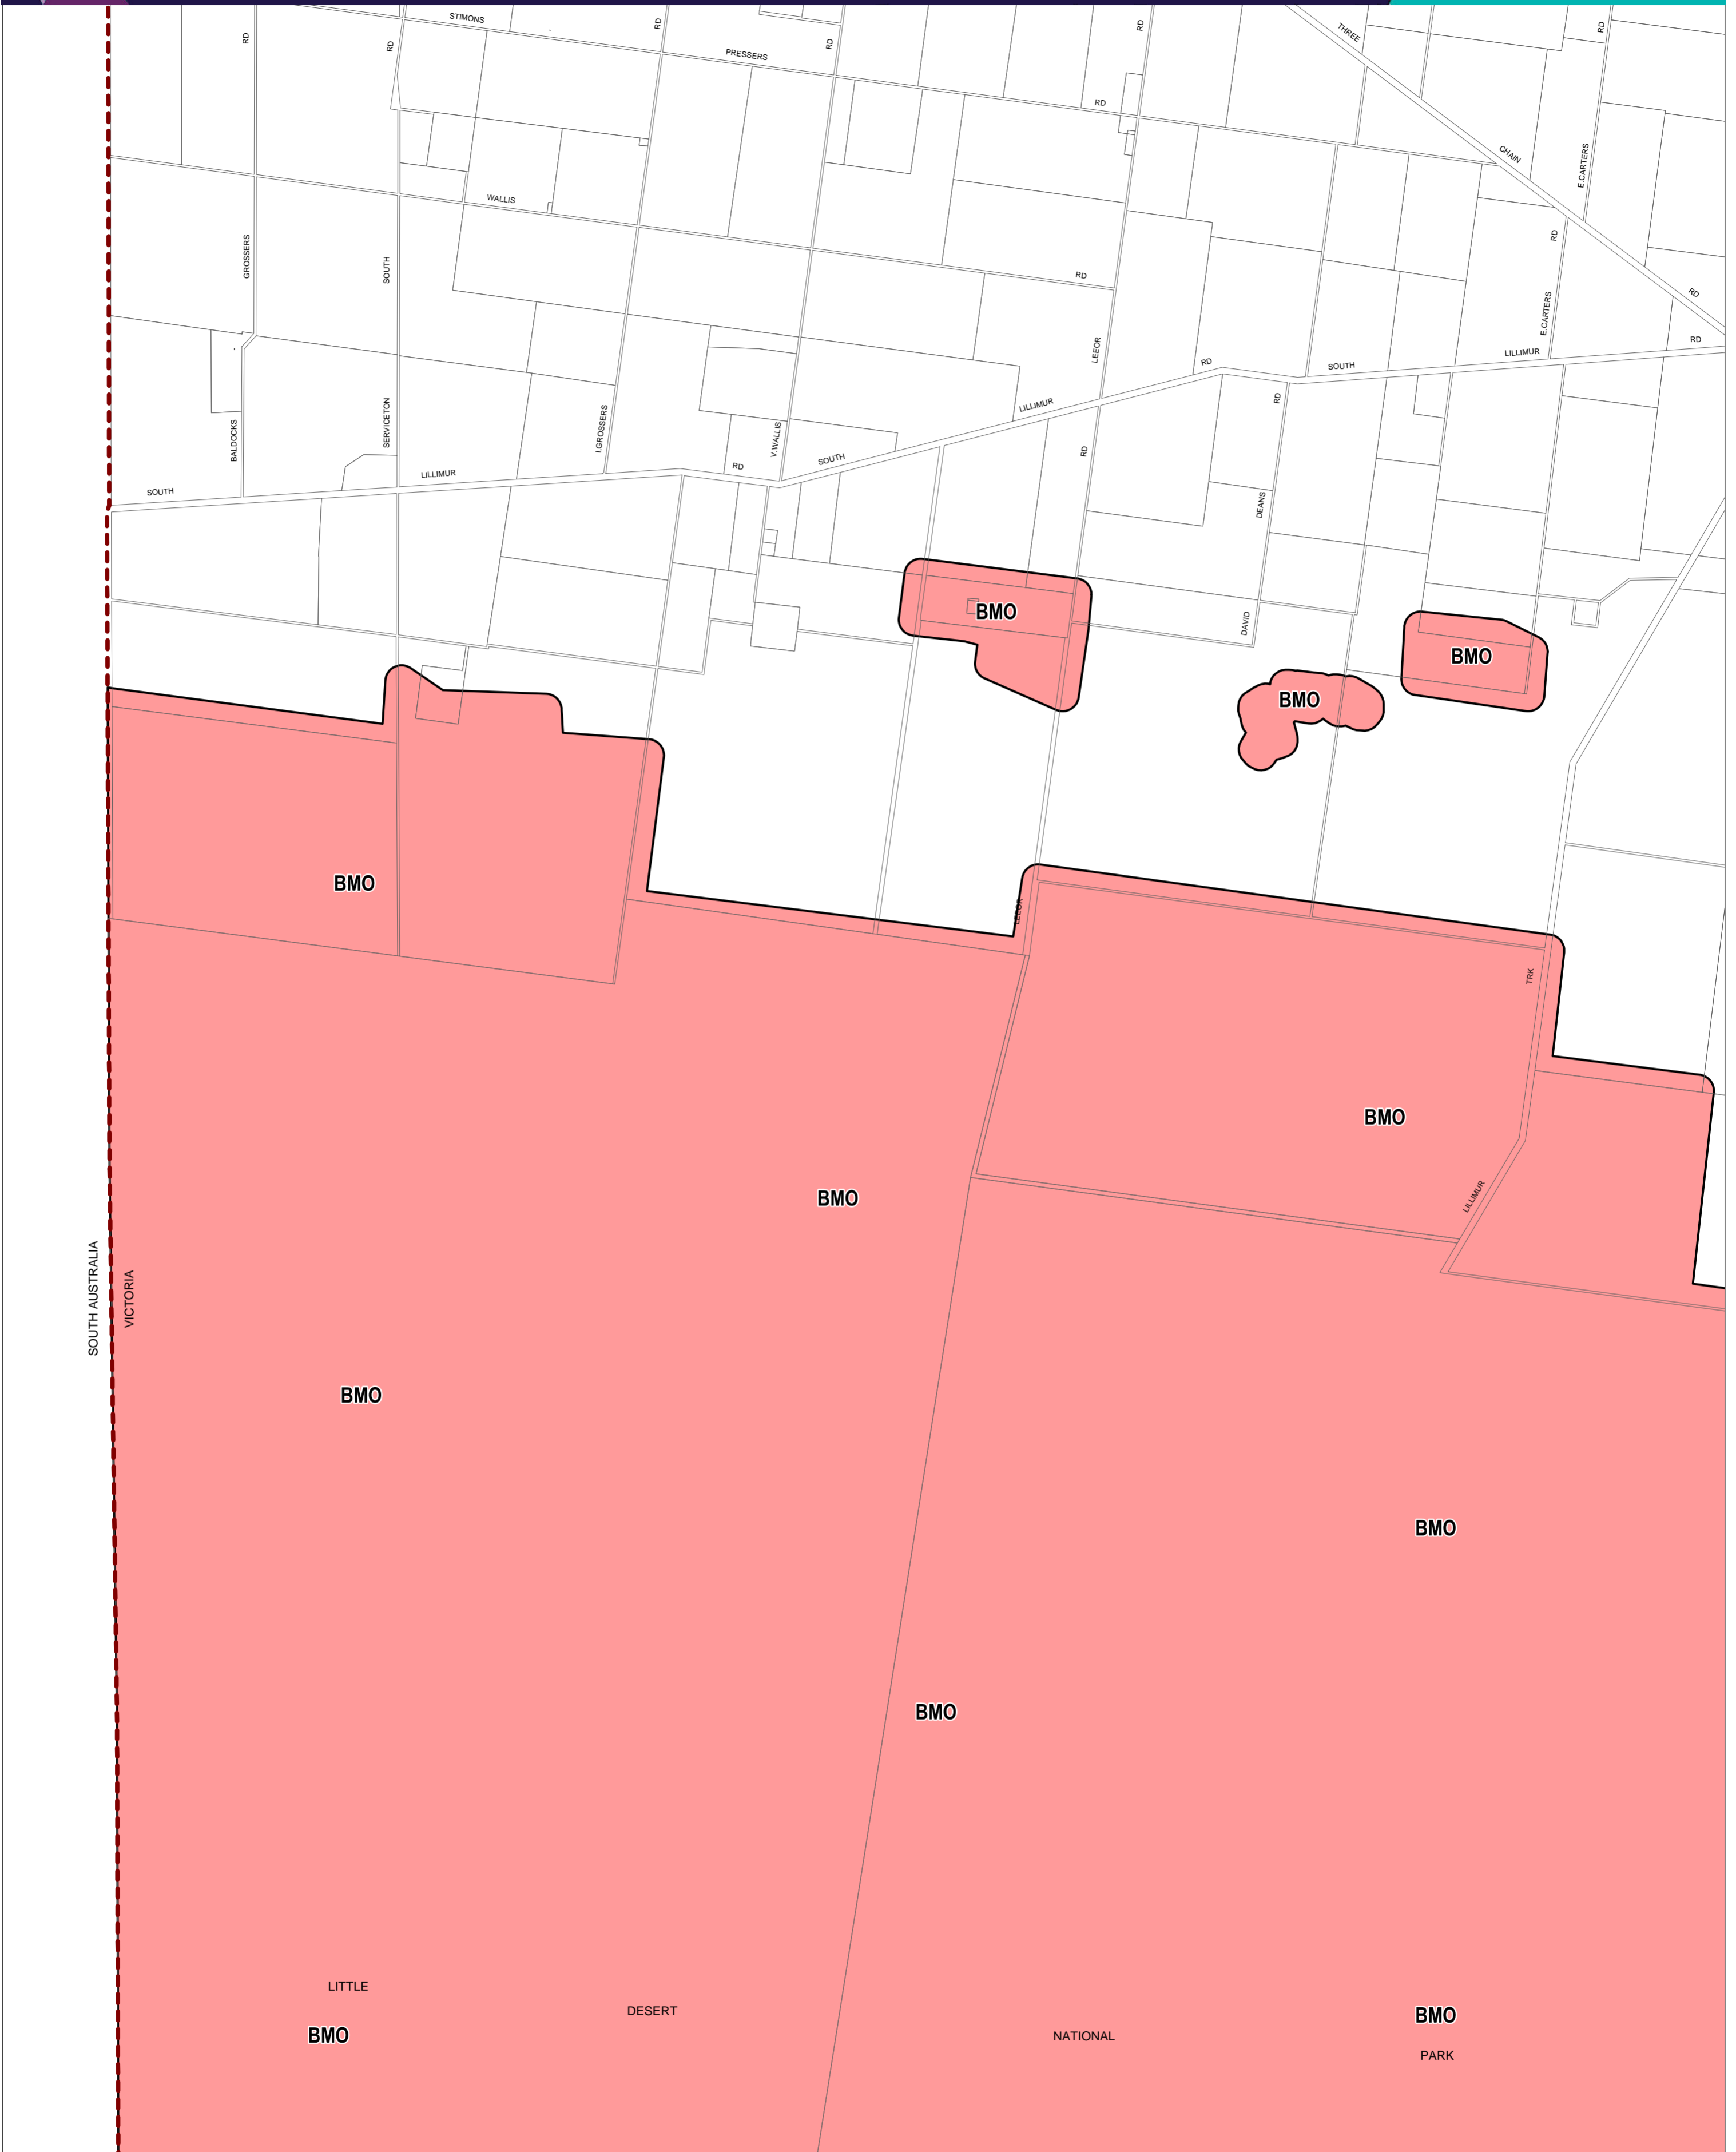 STIMONS
RD
RD
RD
RD
RD
THREE
RD
PRESSERS
RD
CHAIN
E.CARTERS
WALLIS
RD
GROSSERS
SOUTH
RD
RD
LEEOR
E.CARTERS
RD
SOUTH
LILLIMUR
RD
RD
LILLIMUR
BALDOCKS
SERVICETON
I.GROSSERS
V.WALLIS
RD
SOUTH
RD
DEANS
SOUTH
LILLIMUR
DAVID
BMO
BMO
BMO
BMO
LEEOR
TRK
BMO
LILLIMUR
BMO
SOUTH AUSTRALIA
VICTORIA
BMO
BMO
BMO
LITTLE
DESERT
BMO
NATIONAL
BMO
PARK